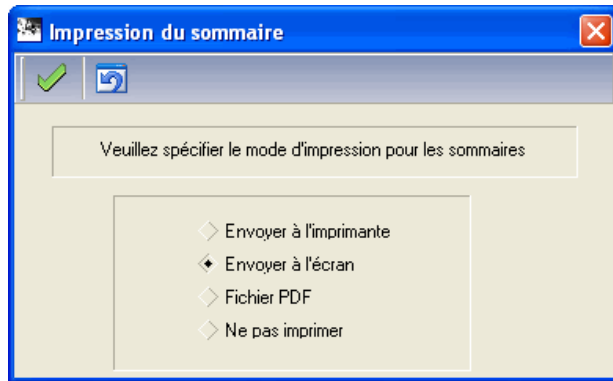 Impression du sommaire
Veuillez spécifier le mode d'impression pour les sommaires
Envoyer à l'imprimante
Envoyer à l'écran
Fichier PDF
Ne pas imprimer